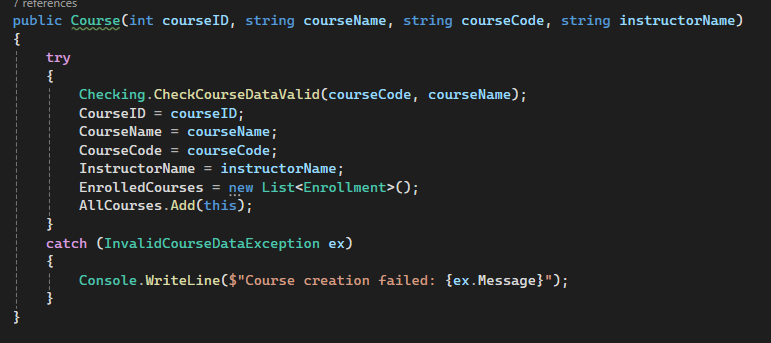 7 references
public Course(int courseID, string courseName, string courseCode, string instructorName)
{
    try
    {
        Checking.CheckCourseDataValid(courseCode, courseName);
        CourseID = courseID;
        CourseName = courseName;
        CourseCode = courseCode;
        InstructorName = instructorName;
        EnrolledCourses = new List<Enrollment>();
        AllCourses.Add(this);
    }
    catch (InvalidCourseDataException ex)
    {
        Console.WriteLine($"Course creation failed: {ex.Message}");
    }
}